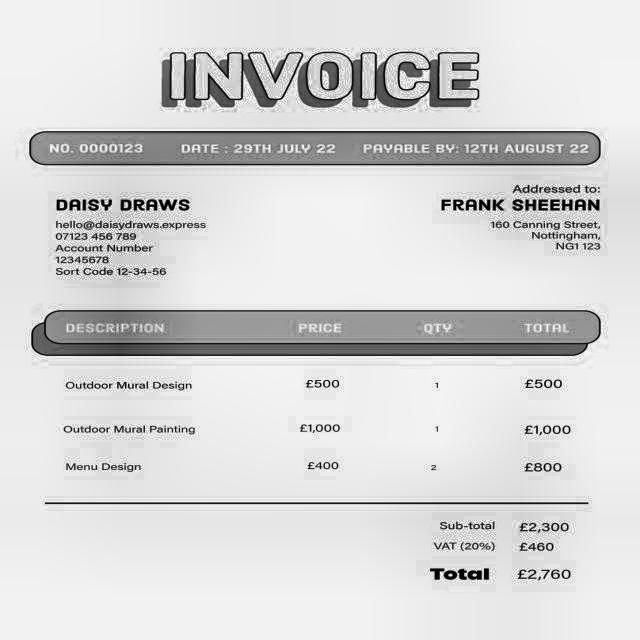 INVOICE
NO. 0000123 DATE : 29TH JULY 22 PAYABLE BY: 12TH AUGUST 22
DAISY DRAWS
hello@daisydraws.express
07123 456 789
Account Number
12345678
Sort Code 12-34-56
Addressed to:
FRANK SHEEHAN
160 Canning Street,
Nottingham,
NG1 123
DESCRIPTION PRICE QTY TOTAL
Outdoor Mural Design £500 1 £500
Outdoor Mural Painting £1,000 1 £1,000
Menu Design £400 2 £800
Sub-total £2,300
VAT (20%) £460
Total £2,760